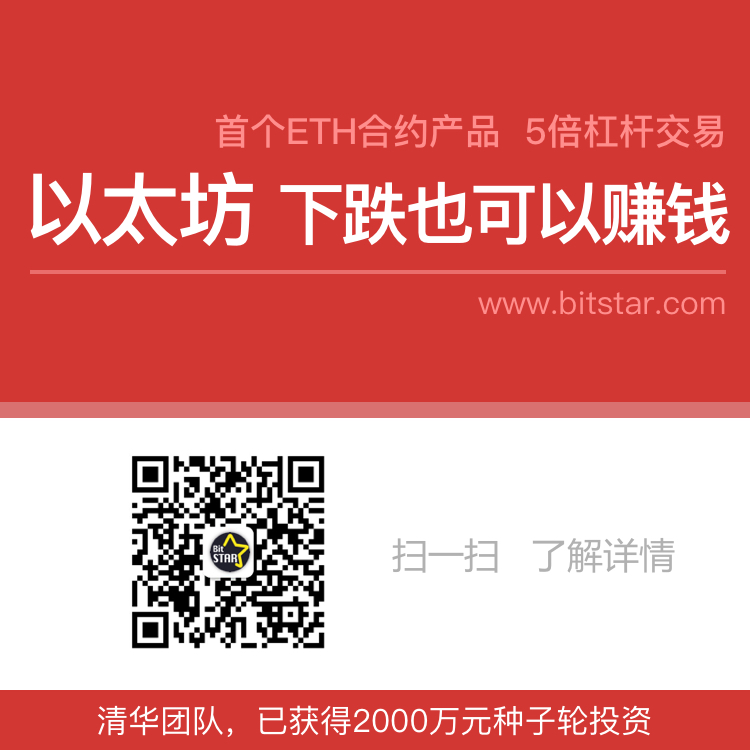 首个ETH合约产品 5倍杠杆交易
以太坊 下跌也可以赚钱
www.bitstar.com
Bit
STAR
扫一扫 了解详情
清华团队，已获得2000万元种子轮投资